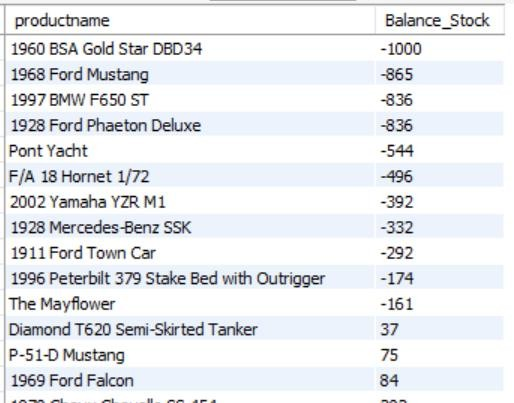 productname Balance_Stock
1960 BSA Gold Star DBD34 -1000
1968 Ford Mustang -865
1997 BMW F650 ST -836
1928 Ford Phaeton Deluxe -836
Pont Yacht -544
F/A 18 Hornet 1/72 -496
2002 Yamaha YZR M1 -392
1928 Mercedes-Benz SSK -332
1911 Ford Town Car -292
1996 Peterbilt 379 Stake Bed with Outrigger -174
The Mayflower -161
Diamond T620 Semi-Skirted Tanker 37
P-51-D Mustang 75
1969 Ford Falcon 84